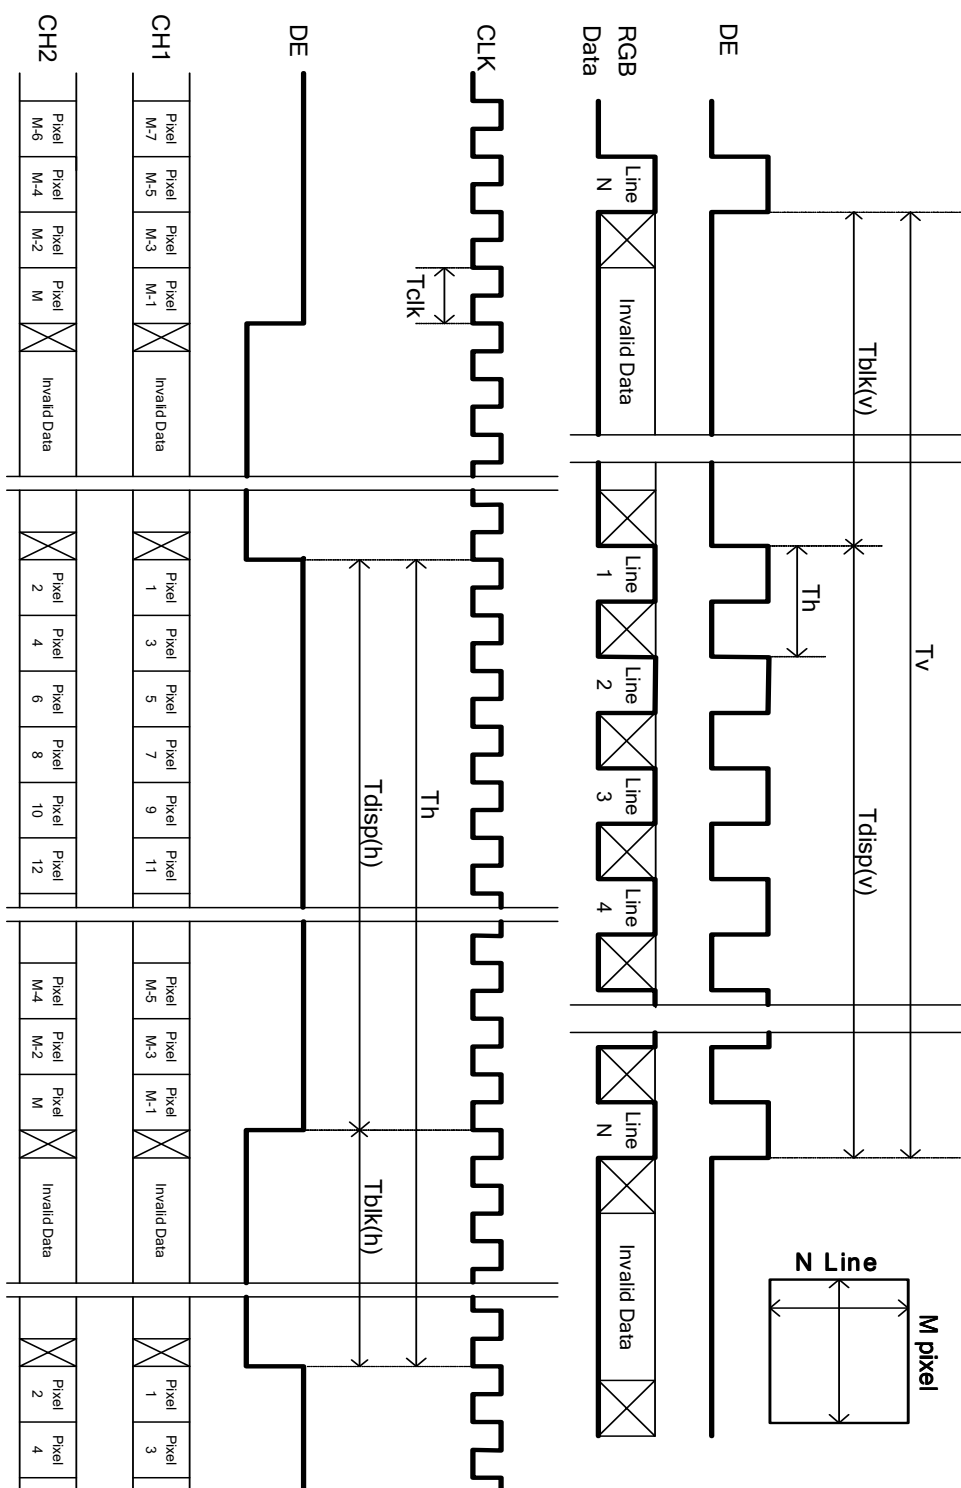 Tv
Tblk(v)
Tdisp(v)
Th
M pixel
N Line
DE
RGB
Data
Line
N
Invalid Data
Line
1
Line
2
Line
3
Line
4
Line
N
Invalid Data
CLK
Tclk
Th
Tdisp(h)
Tblk(h)
DE
CH1
Pixel
M-7
Pixel
M-5
Pixel
M-3
Pixel
M-1
Invalid Data
Pixel
1
Pixel
3
Pixel
5
Pixel
7
Pixel
9
Pixel
11
Pixel
M-5
Pixel
M-3
Pixel
M-1
Invalid Data
Pixel
1
Pixel
3
CH2
Pixel
M-6
Pixel
M-4
Pixel
M-2
Pixel
M
Invalid Data
Pixel
2
Pixel
4
Pixel
6
Pixel
8
Pixel
10
Pixel
12
Pixel
M-4
Pixel
M-2
Pixel
M
Invalid Data
Pixel
2
Pixel
4